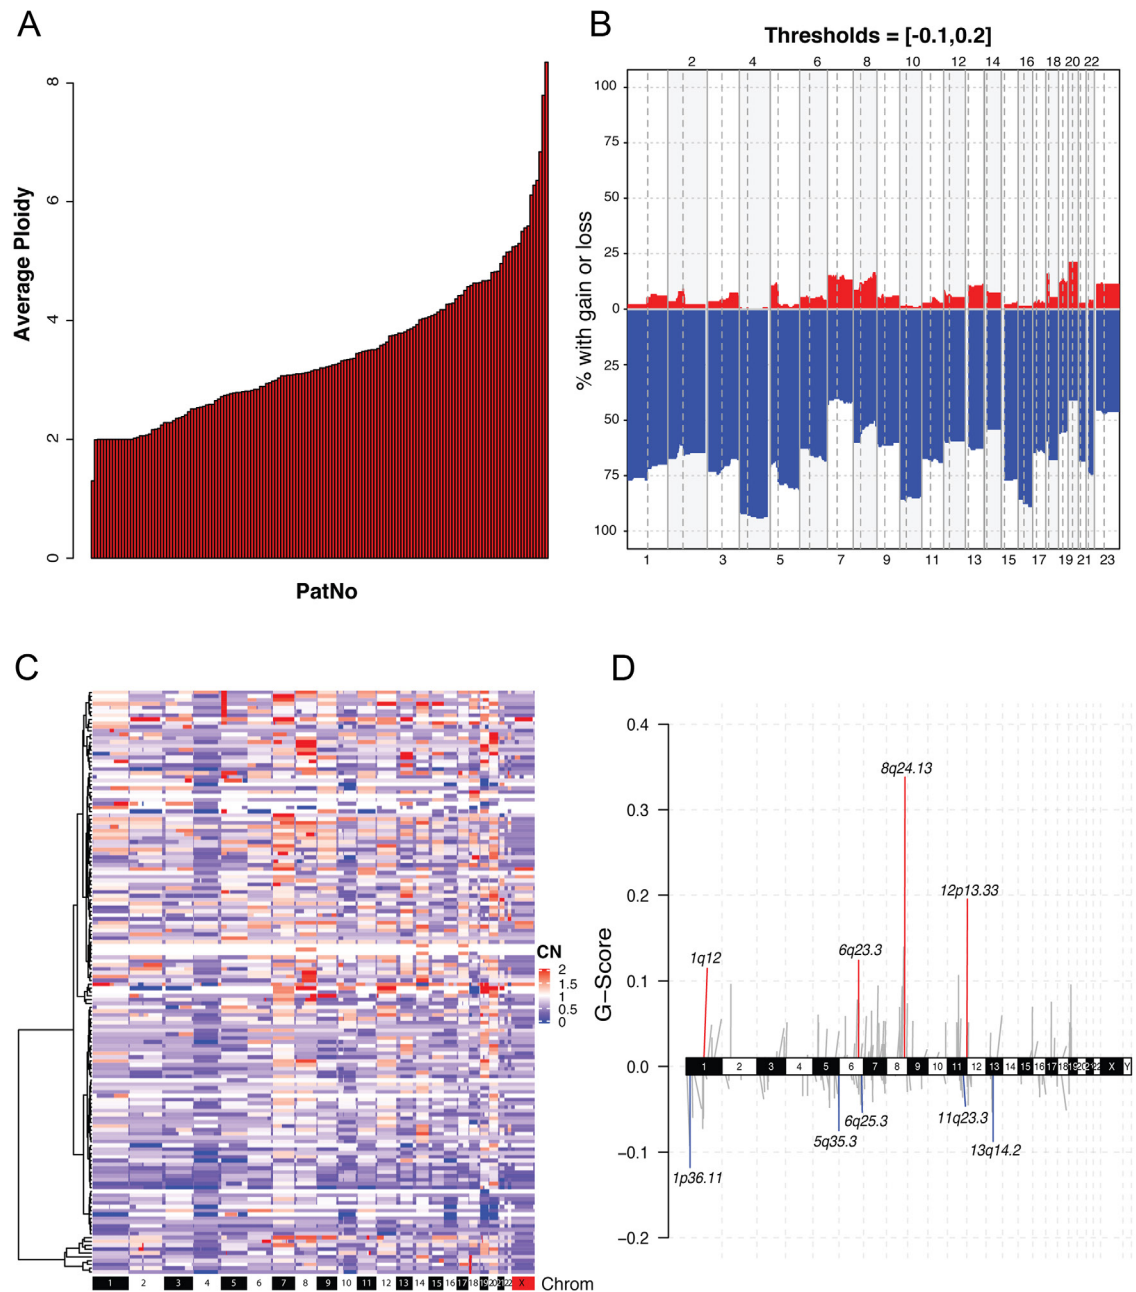 A
Average Ploidy
8
6
4
2
0
PatNo
B
Thresholds = [-0.1,0.2]
2 4 6 8 10 12 14 16 18 20 22
% with gain or loss
100
75
50
25
0
25
50
75
100
1 3 5 7 9 11 13 15 17 19 21 23
C
CN
2
1.5
1
0.5
0
1 2 3 4 5 6 7 8 9 10 11 12 13 14 15 16 17 18 19 20 X Chrom
D
G-Score
0.4
0.3
0.2
0.1
0.0
−0.1
−0.2
8q24.13
12p13.33
6q23.3
1q12
1 2 3 4 5 6 7 8 9 10 11 12 13 14 15 16 17 18 19 20 X Y
6q25.3
11q23.3
5q35.3
13q14.2
1p36.11